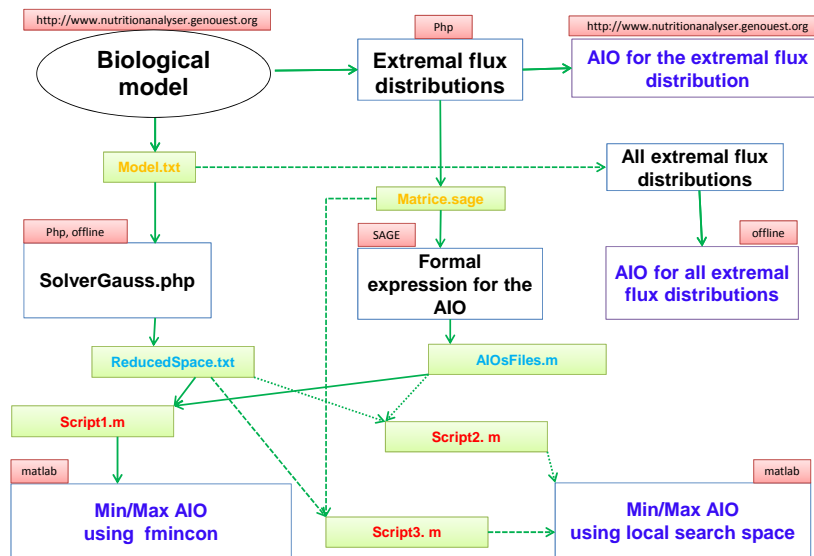 http://www.nutritionanalyser.genouest.org
Php
http://www.nutritionanalyser.genouest.org
Biological
model
Extremal flux
distributions
AIO for the extremal flux
distribution
Model.txt
All extremal flux
distributions
Matrice.sage
Php, offline
SAGE
offline
SolverGauss.php
Formal
expression for the
AIO
AIO for all extremal
flux distributions
ReducedSpace.txt
AIOsFiles.m
Script1.m
Script2. m
matlab
matlab
Min/Max AIO
using fmincon
Script3. m
Min/Max AIO
using local search space